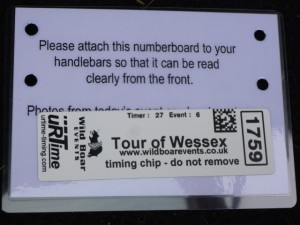 Please attach this numberboard to your
handlebars so that it can be read
clearly from the front.
Photos from today's event
Timer: 27 Event: 6
Wild Boar
EVENTS
uRTime
urtime-timing.com
Tour of Wessex
www.wildboarevents.co.uk
timing chip - do not remove
1759